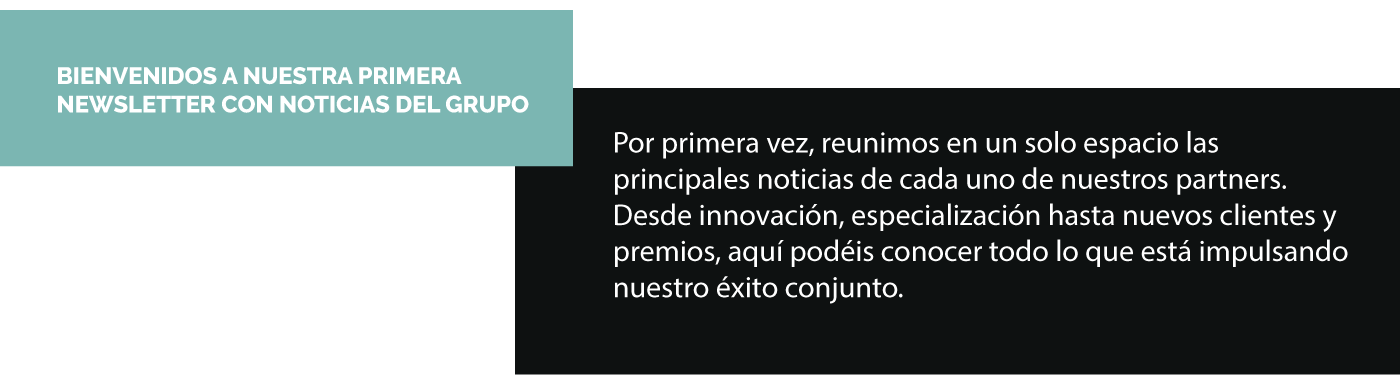 BIENVENIDOS A NUESTRA PRIMERA
NEWSLETTER CON NOTICIAS DEL GRUPO
Por primera vez, reunimos en un solo espacio las
principales noticias de cada uno de nuestros partners.
Desde innovación, especialización hasta nuevos clientes y
premios, aquí podéis conocer todo lo que está impulsando
nuestro éxito conjunto.